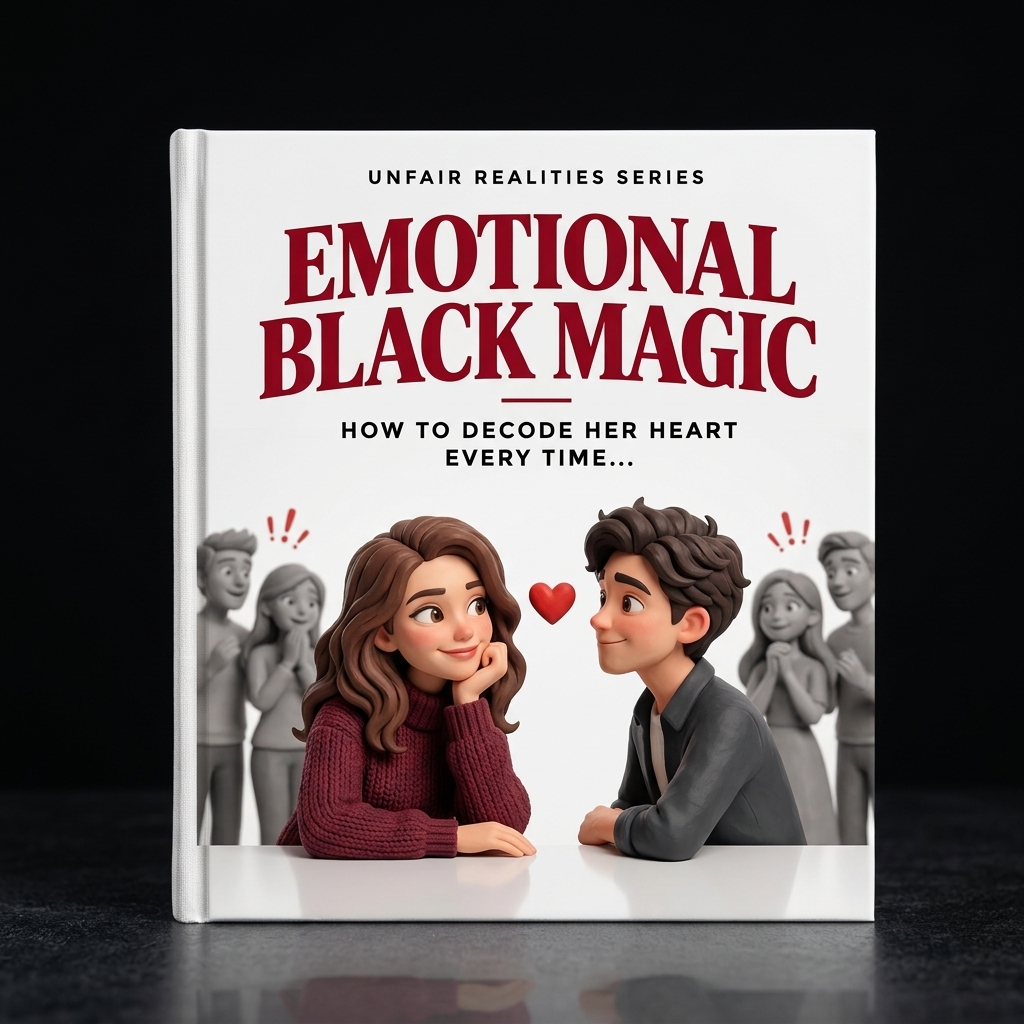 UNFAIR REALITIES SERIES
EMOTIONAL
BLACK MAGIC
HOW TO DECODE HER HEART
EVERY TIME...